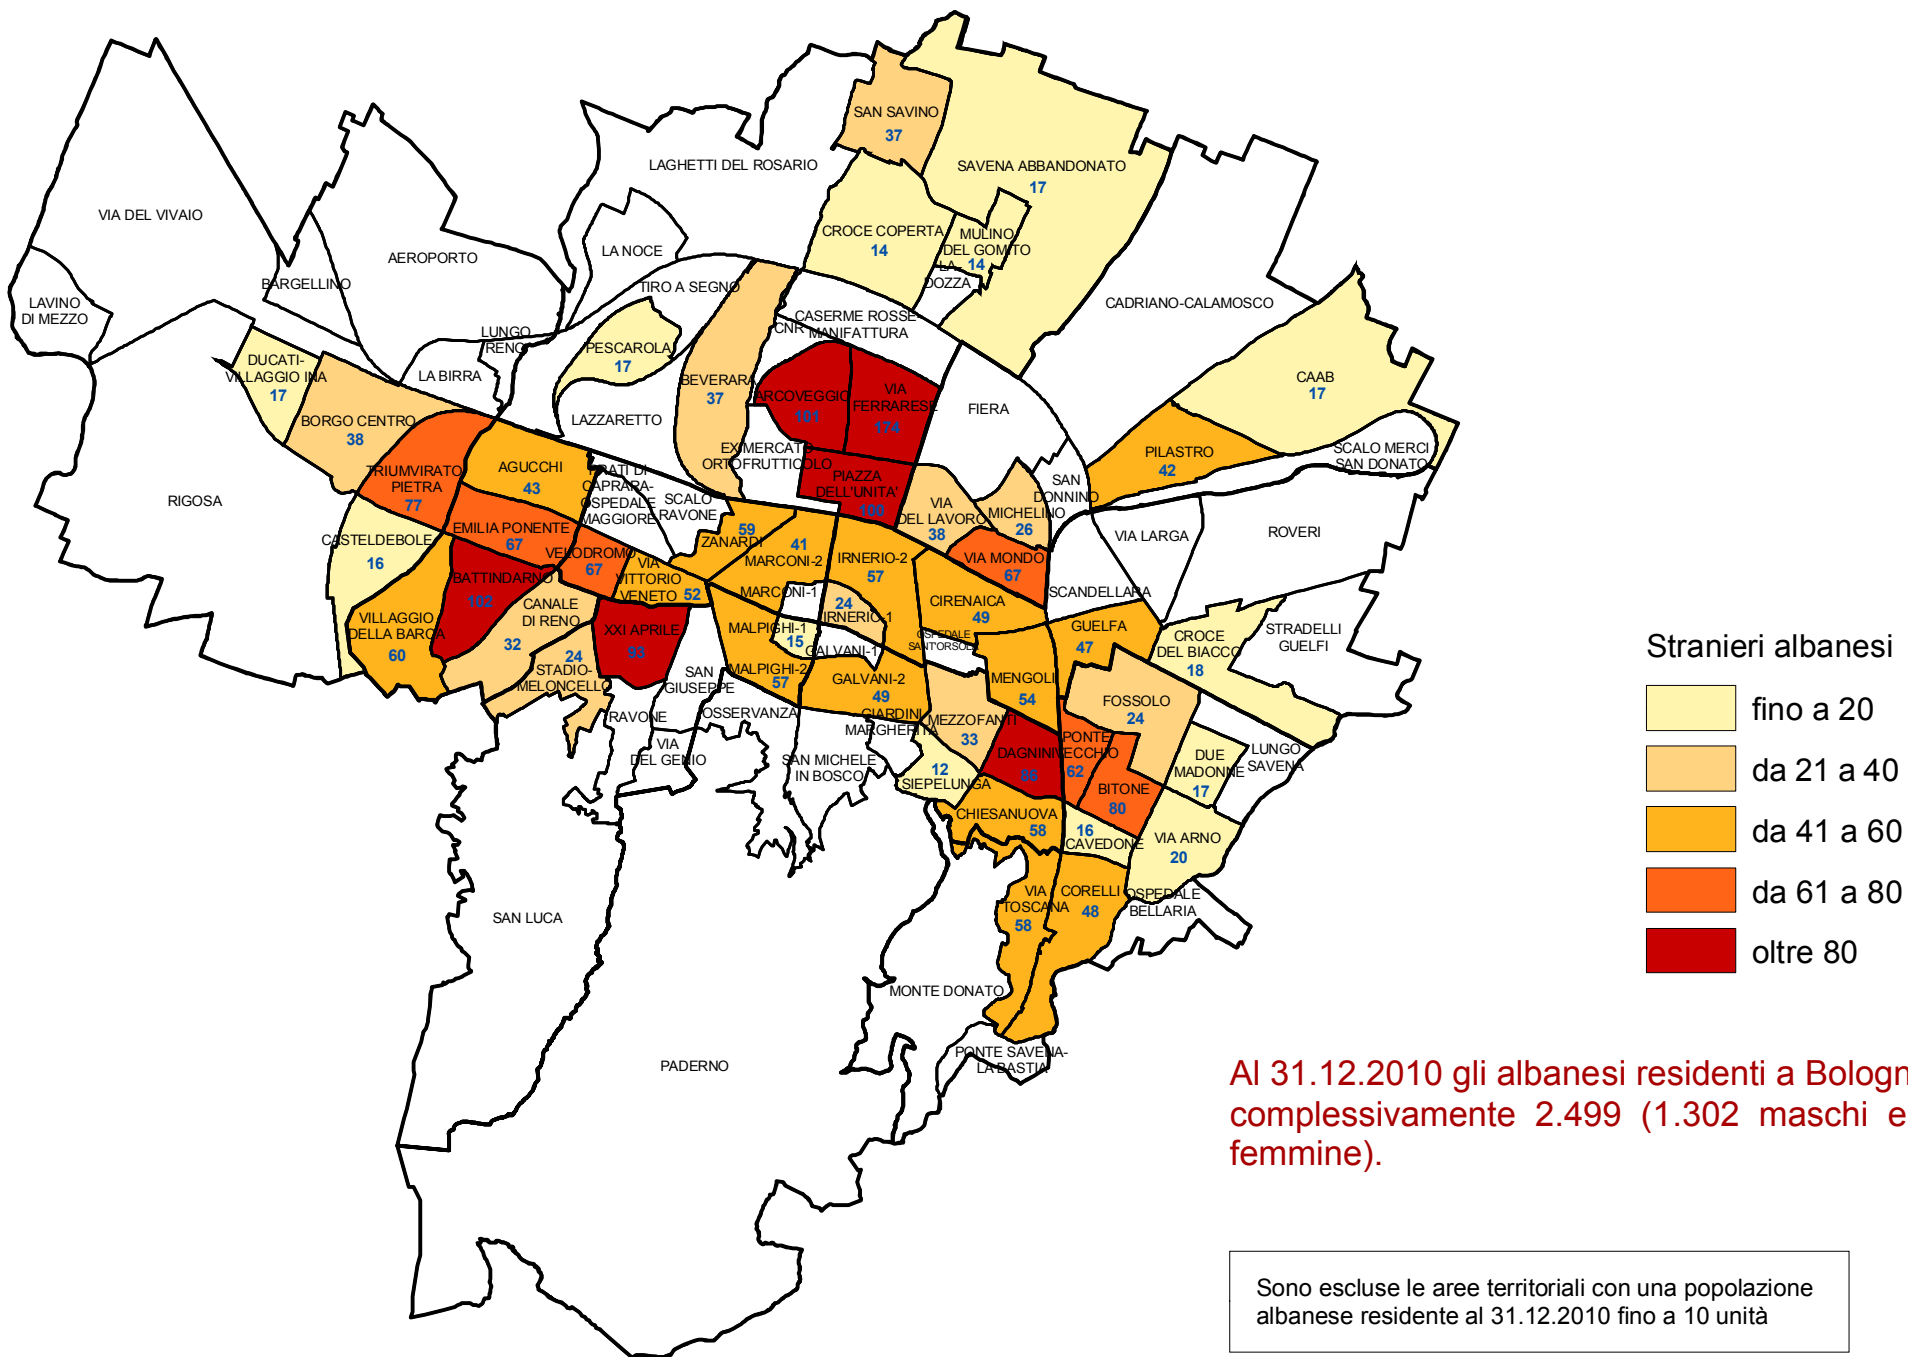 SAN SAVINO
37
LAGHETTI DEL ROSARIO
SAVENA ABBANDONATO
17
VIA DEL VIVAIO
CROCE COPERTA
14
MULINO
DEL GOMITO
14
LA
DOZZA
LA NOCE
AEROPORTO
BARGELLINO
TIRO A SEGNO
LAVINO
DI MEZZO
CADRIANO-CALAMOSCO
CASERME ROSSE-
MANIFATTURA
CNR
LUNGO
RENO
PESCAROLA
17
DUCATI-
VILLAGGIO INA
17
LA BIRRA
BEVERARA
37
ARCOVEGGIO
101
VIA
FERRARESE
174
FIERA
CAAB
17
LAZZARETTO
BORGO CENTRO
38
EX MERCATO
ORTOFRUTTICOLO
SCALO MERCI
SAN DONATO
PILASTRO
42
TRIUMVIRATO
PIETRA
77
AGUCCHI
43
PRATI DI
CAPRARA-
OSPEDALE
MAGGIORE
PIAZZA
DELL'UNITA'
100
SAN
DONNINO
RIGOSA
SCALO
RAVONE
VIA
DEL LAVORO
38
MICHELINO
26
EMILIA PONENTE
67
ROVERI
VIA LARGA
CASTELDEBOLE
16
59
ZANARDI
41
MARCONI-2
IRNERIO-2
57
VIA MONDO
67
VELODROMO
67
VIA
VITTORIO
VENETO
52
BATTINDARNO
102
MARCONI-1
SCANDELLARA
CIRENAICA
49
24
IRNERIO-1
CANALE
DI RENO
32
VILLAGGIO
DELLA BARCA
60
XXI APRILE
93
MALPIGHI-1
15
GALVANI-1
OSPEDALE
SANT'ORSOLA
GUELFA
47
CROCE
DEL BIACCO
18
STRADELLI
GUELFI
24
STADIO-
MELONCELLO
MALPIGHI-2
57
SAN
GIUSEPPE
GALVANI-2
49
MENGOLI
54
FOSSOLO
24
RAVONE
OSSERVANZA
GIARDINI
MARGHERITA
MEZZOFANTI
33
DAGNINI
86
PONTE
VECCHIO
62
VIA
DEL GENIO
SAN MICHELE
IN BOSCO
12
SIEPELUNGA
BITONE
80
DUE
MADONNE
17
LUNGO
SAVENA
CHIESANUOVA
58
16
CAVEDONE
VIA ARNO
20
VIA
TOSCANA
58
CORELLI
48
OSPEDALE
BELLARIA
SAN LUCA
MONTE DONATO
PADERNO
PONTE SAVENA-
LA BASTIA
Stranieri albanesi
fino a 20
da 21 a 40
da 41 a 60
da 61 a 80
oltre 80
Al 31.12.2010 gli albanesi residenti a Bologn
complessivamente 2.499 (1.302 maschi e
femmine).
Sono escluse le aree territoriali con una popolazione
albanese residente al 31.12.2010 fino a 10 unità